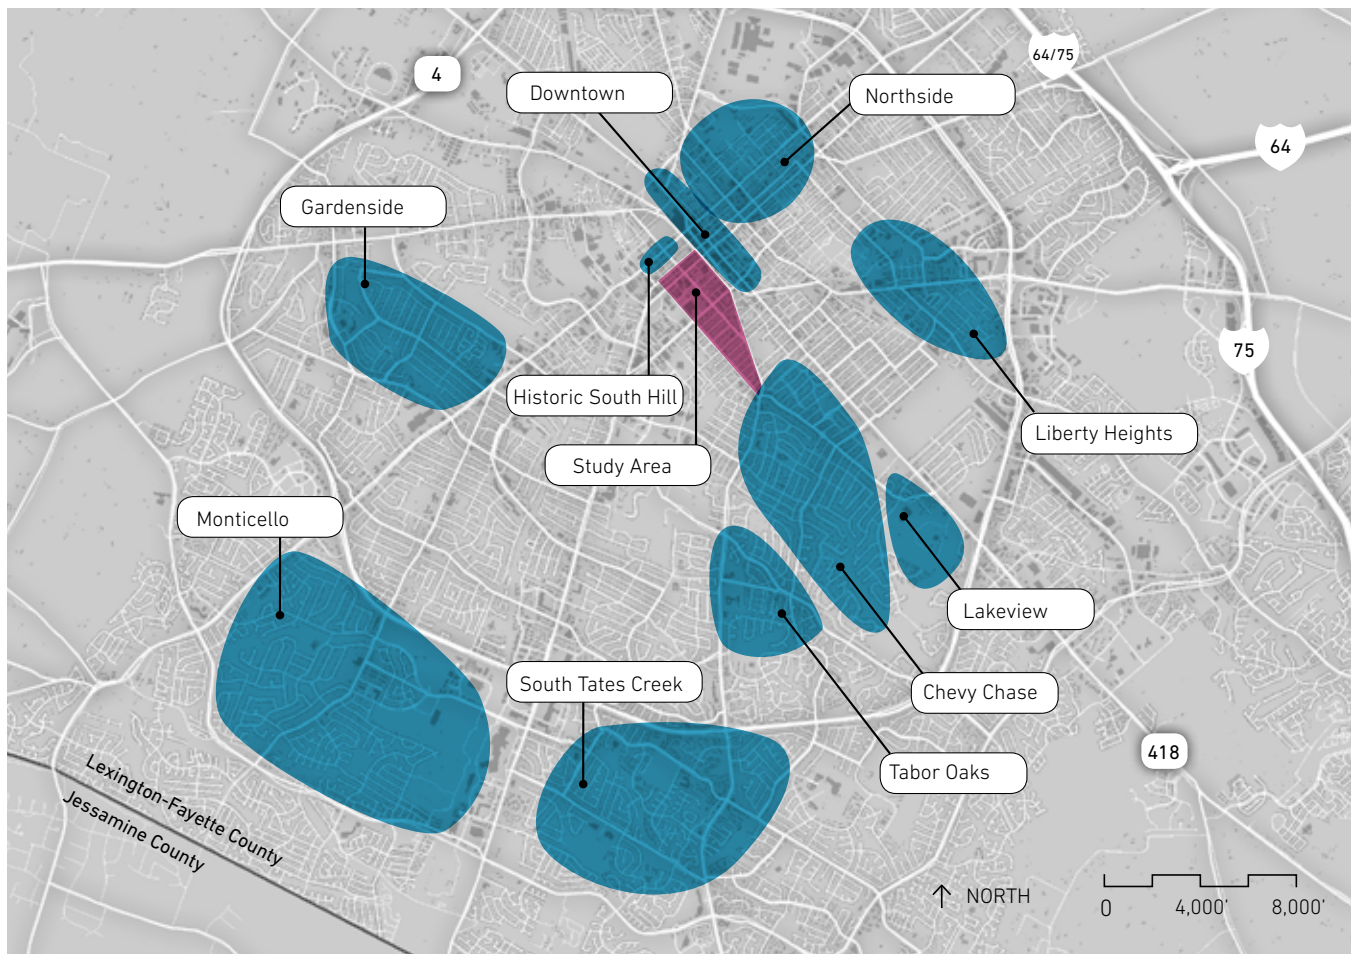 64/75
4
Downtown
Northside
64
Gardenside
75
Historic South Hill
Liberty Heights
Study Area
Monticello
Lakeview
South Tates Creek
Chevy Chase
418
Tabor Oaks
Lexington-Fayette County
Jessamine County
NORTH
0 4,000' 8,000'